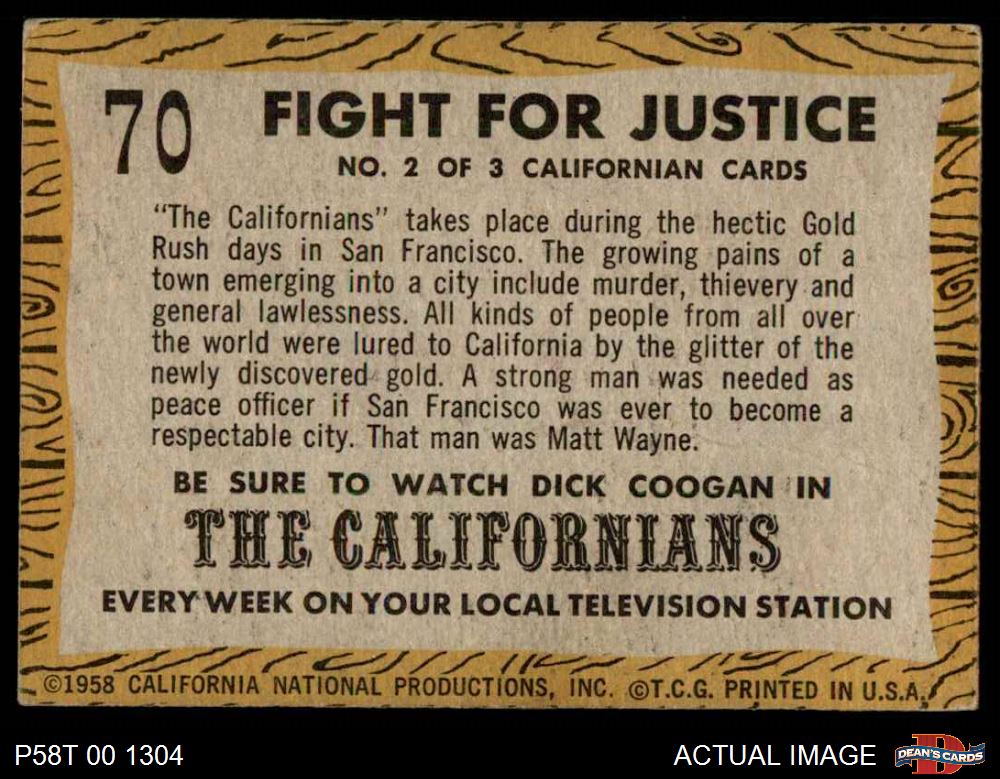 70
FIGHT FOR JUSTICE
NO. 2 OF 3 CALIFORNIAN CARDS
“The Californians” takes place during the hectic Gold
Rush days in San Francisco. The growing pains of a
town emerging into a city include murder, thievery and
general lawlessness. All kinds of people from all over
the world were lured to California by the glitter of the
newly discovered gold. A strong man was needed as
peace officer if San Francisco was ever to become a
respectable city. That man was Matt Wayne.
BE SURE TO WATCH DICK COOGAN IN
THE CALIFORNIANS
EVERY WEEK ON YOUR LOCAL TELEVISION STATION
©1958 CALIFORNIA NATIONAL PRODUCTIONS, INC. ©T.C.G. PRINTED IN U.S.A.
P58T 00 1304
ACTUAL IMAGE
D
DEAN'S CARDS